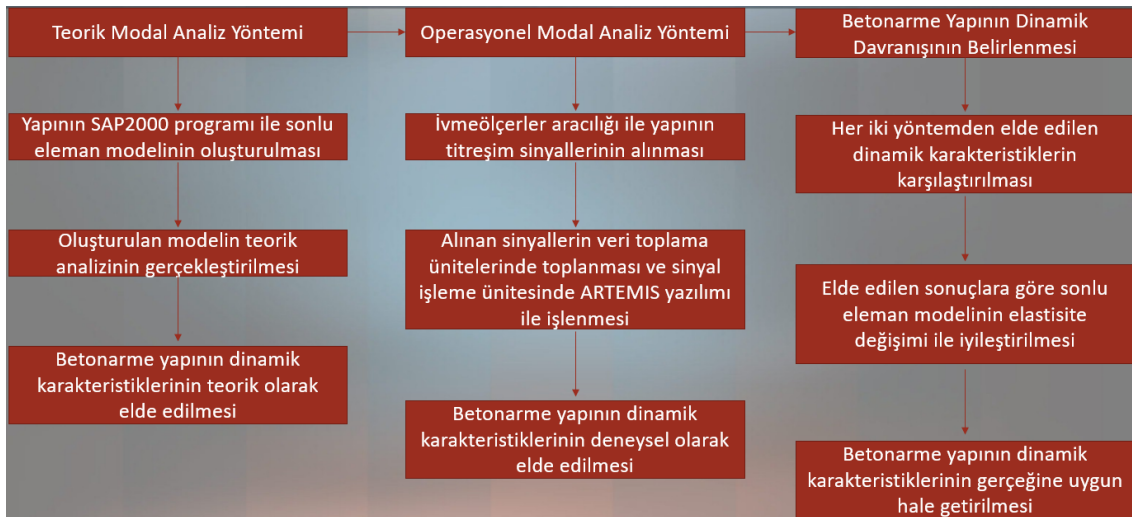 Teorik Modal Analiz Yöntemi
Yapının SAP2000 programı ile sonlu
eleman modelinin oluşturulması
Oluşturulan modelin teorik
analizinin gerçekleştirilmesi
Betonarme yapının dinamik
karakteristiklerinin teorik olarak
elde edilmesi
Operasyonel Modal Analiz Yöntemi
İvmeölçerler aracılığı ile yapının
titreşim sinyallerinin alınması
Alınan sinyallerin veri toplama
ünitelerinde toplanması ve sinyal
işleme ünitesinde ARTEMIS yazılımı
ile işlenmesi
Betonarme yapının dinamik
karakteristiklerinin deneysel olarak
elde edilmesi
Betonarme Yapının Dinamik
Davranışının Belirlenmesi
Her iki yöntemden elde edilen
dinamik karakteristiklerin
karşılaştırılması
Elde edilen sonuçlara göre sonlu
eleman modelinin elastisite
değişimi ile iyileştirilmesi
Betonarme yapının dinamik
karakteristiklerinin gerçeğine uygun
hale getirilmesi